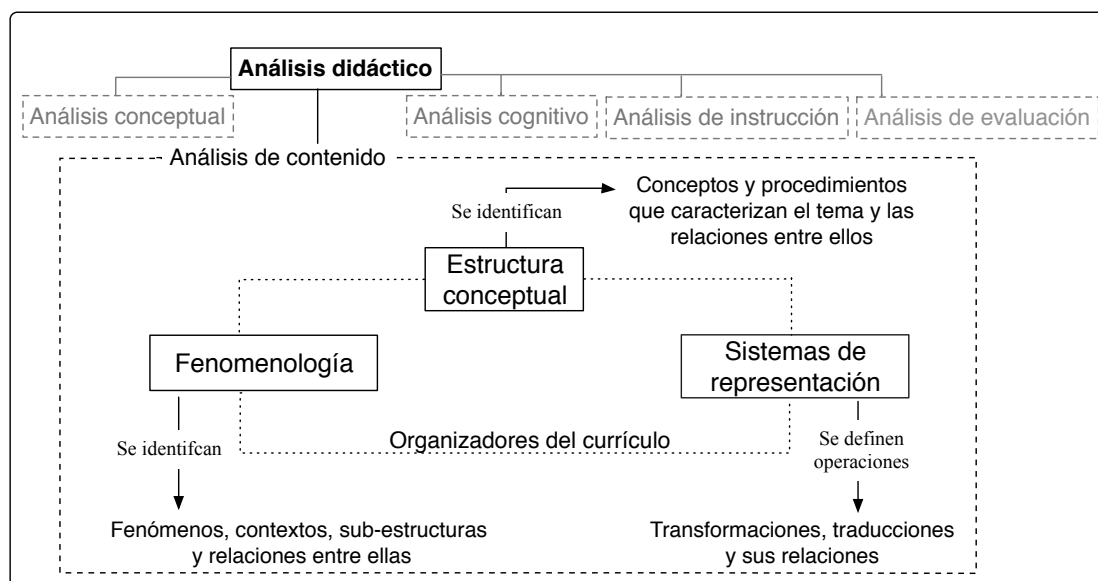 Análisis didáctico
Análisis conceptual
Análisis cognitivo
Análisis de instrucción
Análisis de evaluación
Análisis de contenido
Se identifican
Conceptos y procedimientos
que caracterizan el tema y las
relaciones entre ellos
Estructura
conceptual
Fenomenología
Sistemas de
representación
Se identifcan
Organizadores del currículo
Se definen
operaciones
Fenómenos, contextos, sub-estructuras
y relaciones entre ellas
Transformaciones, traducciones
y sus relaciones